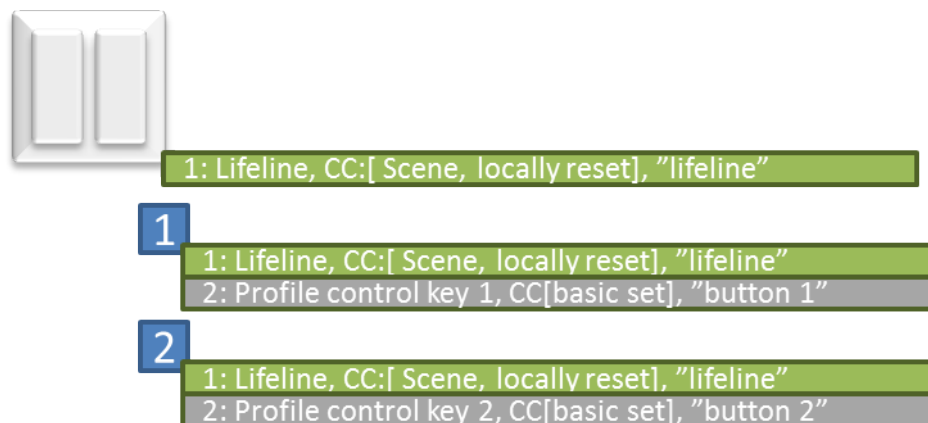 1: Lifeline, CC:[ Scene, locally reset], ”lifeline”
1
1: Lifeline, CC:[ Scene, locally reset], ”lifeline”
2: Profile control key 1, CC[basic set], ”button 1”
2
1: Lifeline, CC:[ Scene, locally reset], ”lifeline”
2: Profile control key 2, CC[basic set], ”button 2”